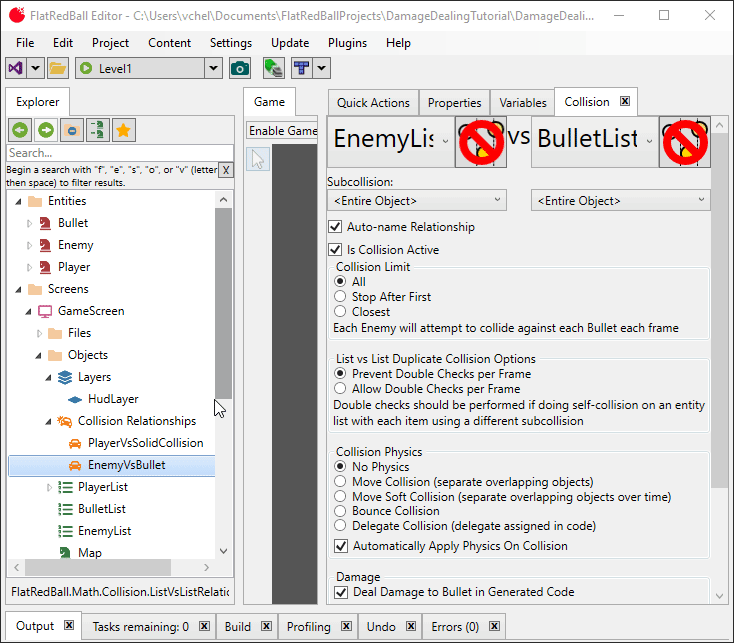 FlatRedBall Editor - C:\Users\vchel\Documents\FlatRedBallProjects\DamageDealingTutorial\DamageDeali...
File Edit Project Content Settings Update Plugins Help
Level1
Explorer
Game
Quick Actions Properties Variables Collision
Enable Game
EnemyLis vs BulletList
Search...
Begin a search with "f", "e", "s", "o", or "v" (letter
then space) to filter results.
X
Subcollision:
<Entire Object> <Entire Object>
Entities
Bullet
Enemy
Player
Screens
GameScreen
Files
Objects
Layers
HudLayer
Collision Relationships
PlayerVsSolidCollision
EnemyVsBullet
PlayerList
BulletList
EnemyList
Map
FlatRedBall.Math.Collision.ListVsListRelatio
Auto-name Relationship
Is Collision Active
Collision Limit
All
Stop After First
Closest
Each Enemy will attempt to collide against each Bullet each frame
List vs List Duplicate Collision Options
Prevent Double Checks per Frame
Allow Double Checks per Frame
Double checks should be performed if doing self-collision on an entity
list with each item using a different subcollision
Collision Physics
No Physics
Move Collision (separate overlapping objects)
Move Soft Collision (separate overlapping objects over time)
Bounce Collision
Delegate Collision (delegate assigned in code)
Automatically Apply Physics On Collision
Damage
Deal Damage to Bullet in Generated Code
Output Tasks remaining: 0 Build Profiling Undo Errors (0)